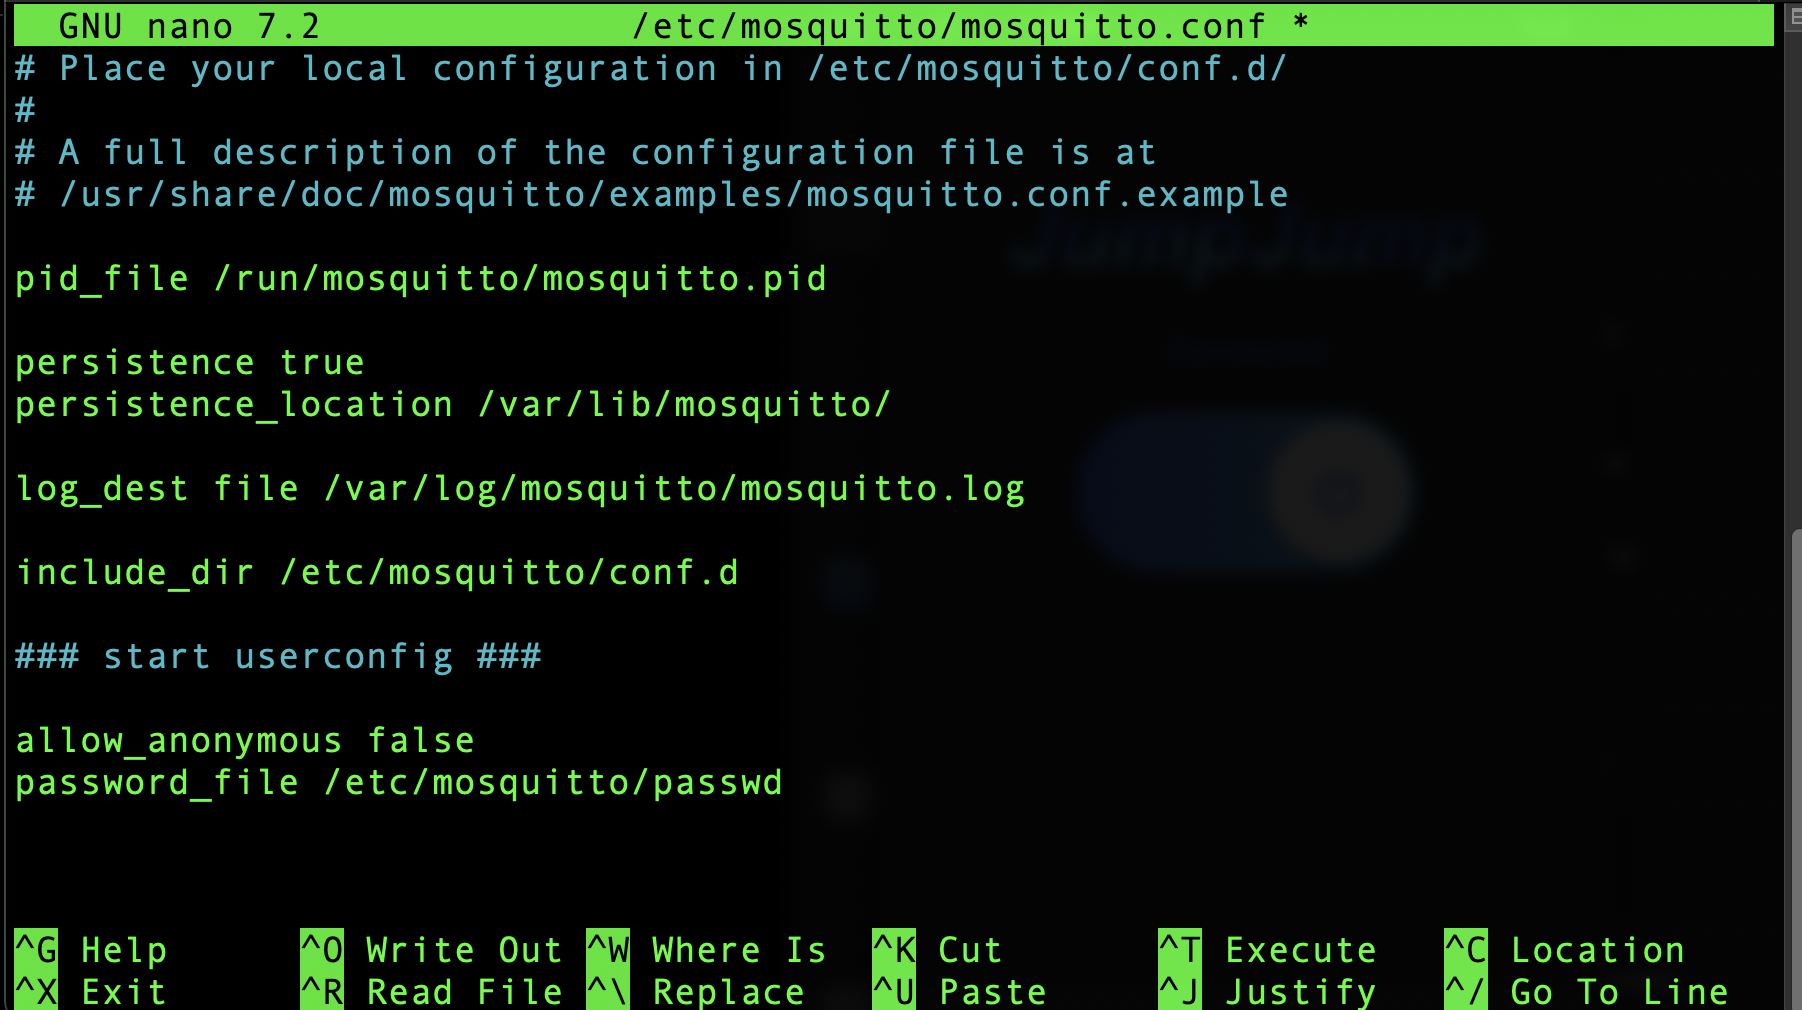 GNU nano 7.2 /etc/mosquitto/mosquitto.conf *
# Place your local configuration in /etc/mosquitto/conf.d/
#
# A full description of the configuration file is at
# /usr/share/doc/mosquitto/examples/mosquitto.conf.example
JumpJump
pid_file /run/mosquitto/mosquitto.pid
persistence true
persistence_location /var/lib/mosquitto/
log_dest file /var/log/mosquitto/mosquitto.log
include_dir /etc/mosquitto/conf.d
### start userconfig ###
allow_anonymous false
password_file /etc/mosquitto/passwd
^G Help ^O Write Out ^W Where Is ^K Cut ^T Execute ^C Location
^X Exit ^R Read File ^\ Replace ^U Paste ^J Justify ^/ Go To Line